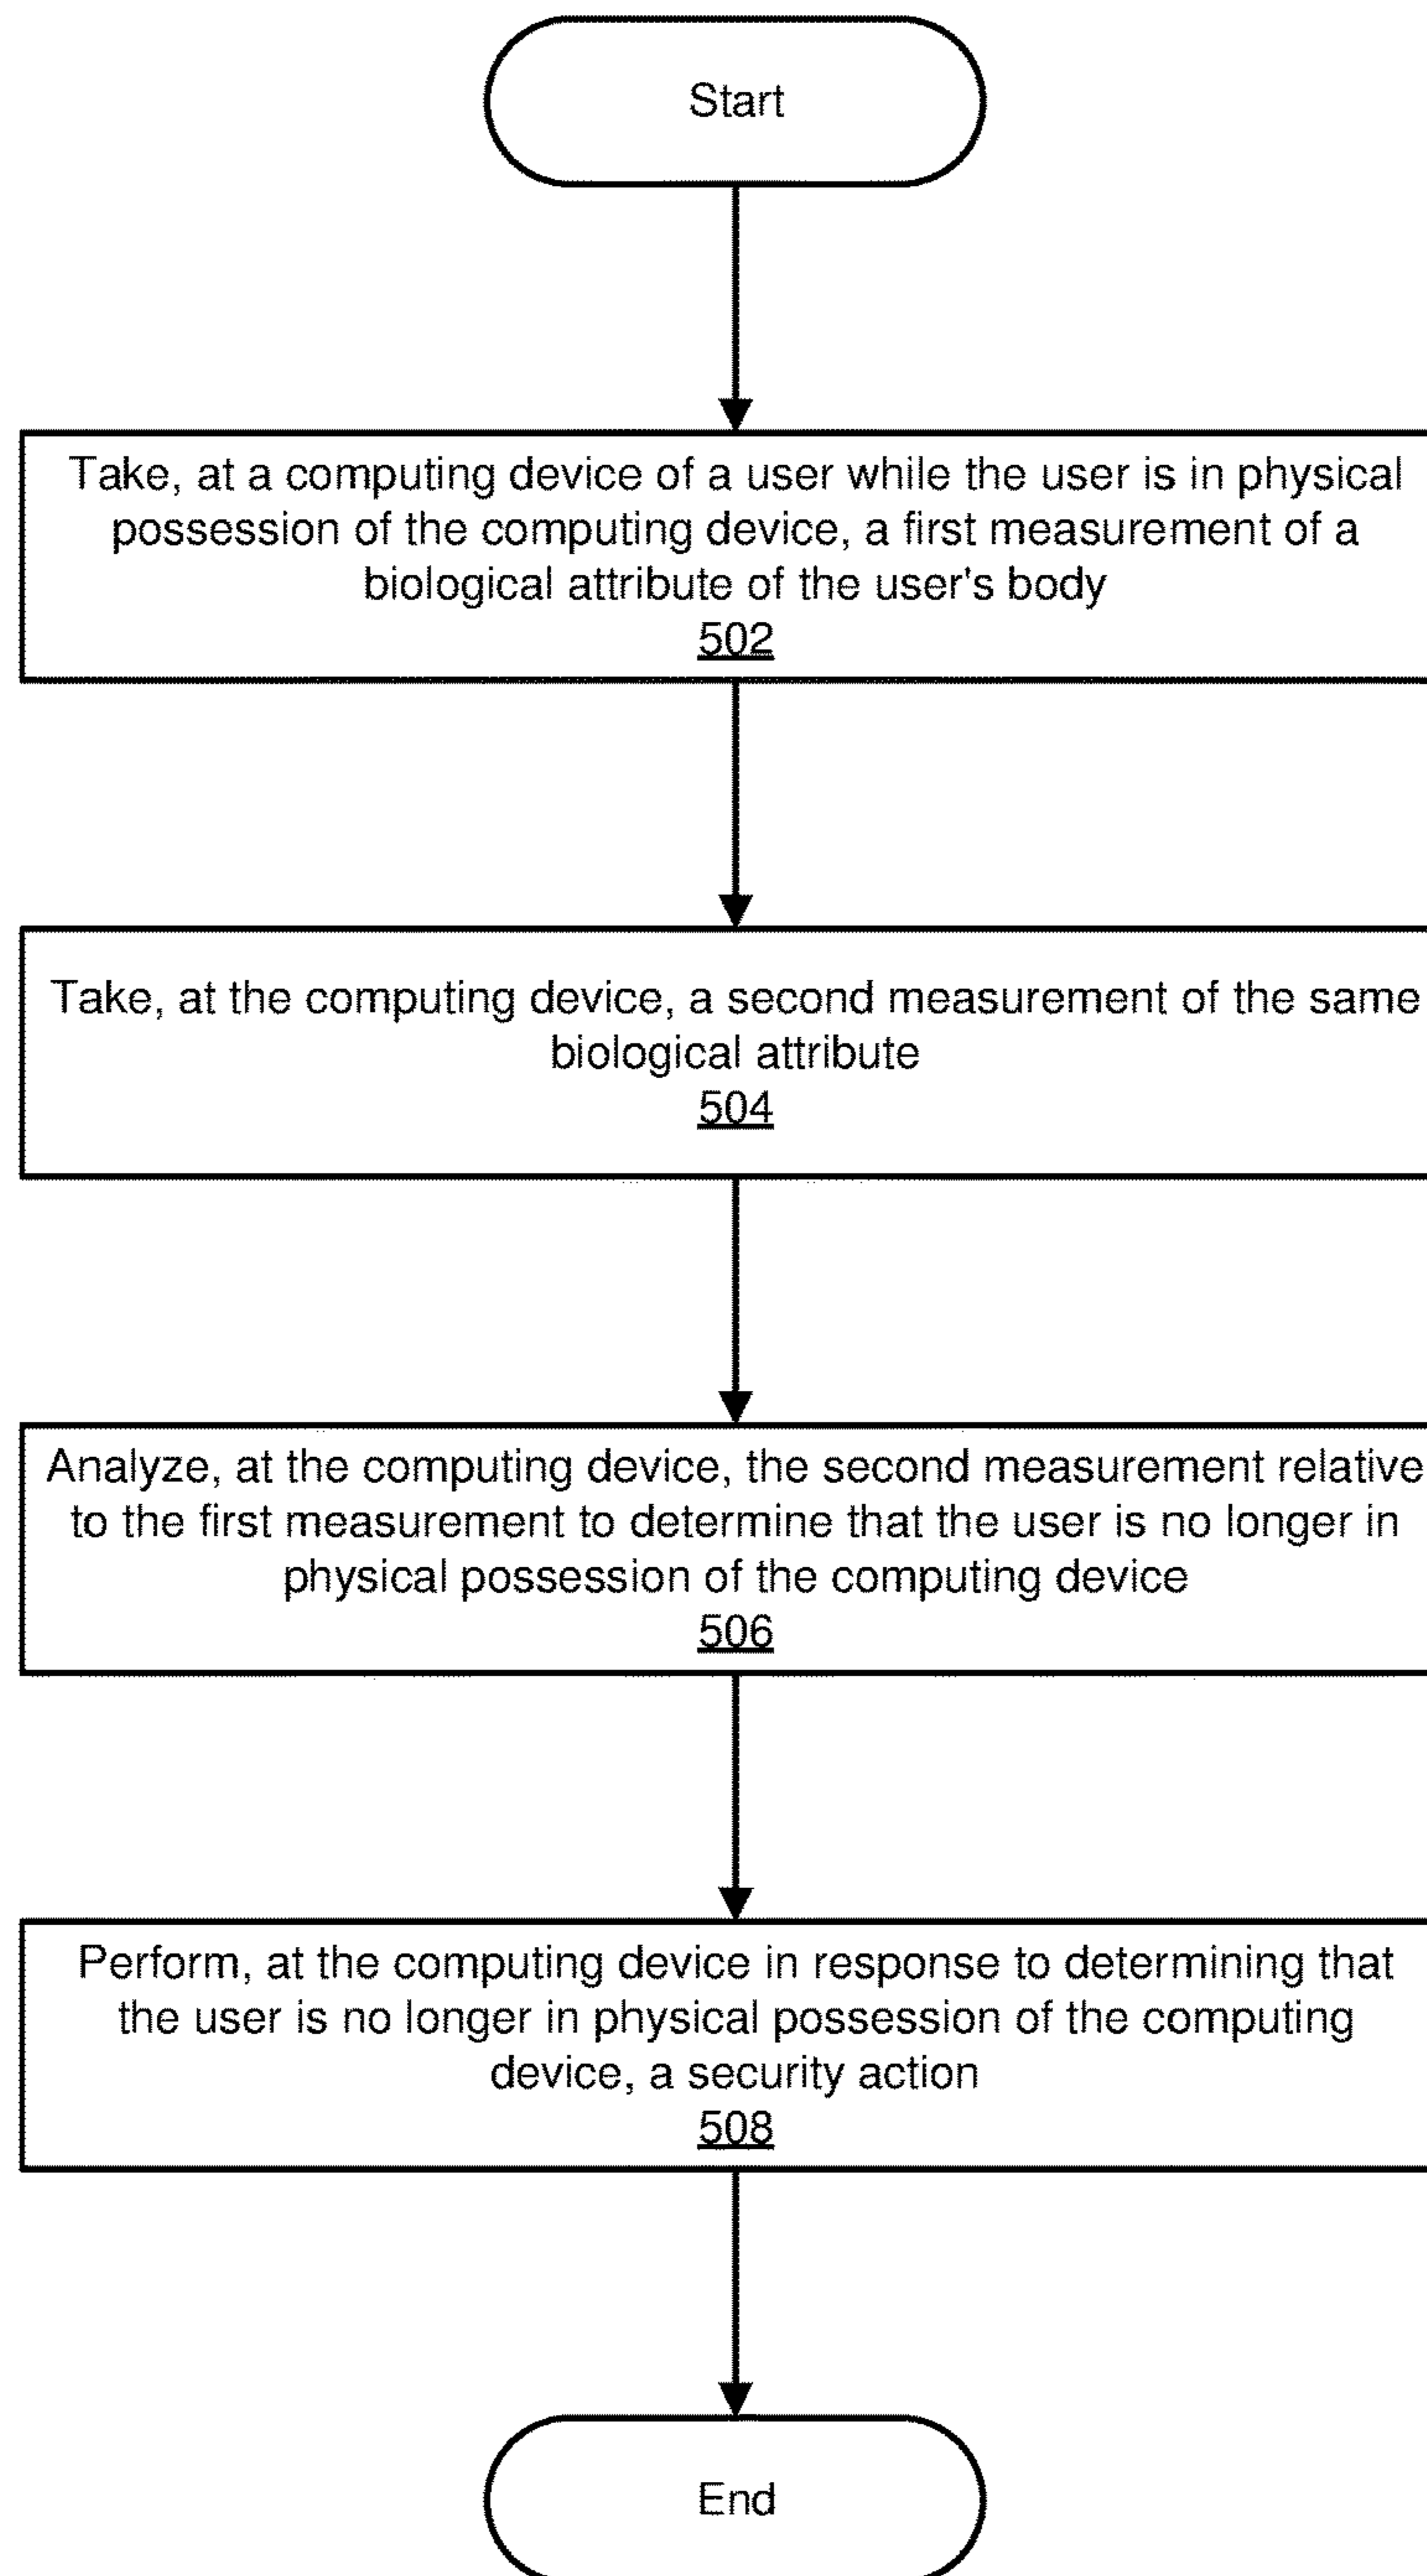 Start
Take, at a computing device of a user while the user is in physical
possession of the computing device, a first measurement of a
biological attribute of the user's body
502
Take, at the computing device, a second measurement of the same
biological attribute
504
Analyze, at the computing device, the second measurement relative
to the first measurement to determine that the user is no longer in
physical possession of the computing device
506
Perform, at the computing device in response to determining that
the user is no longer in physical possession of the computing
device, a security action
508
End